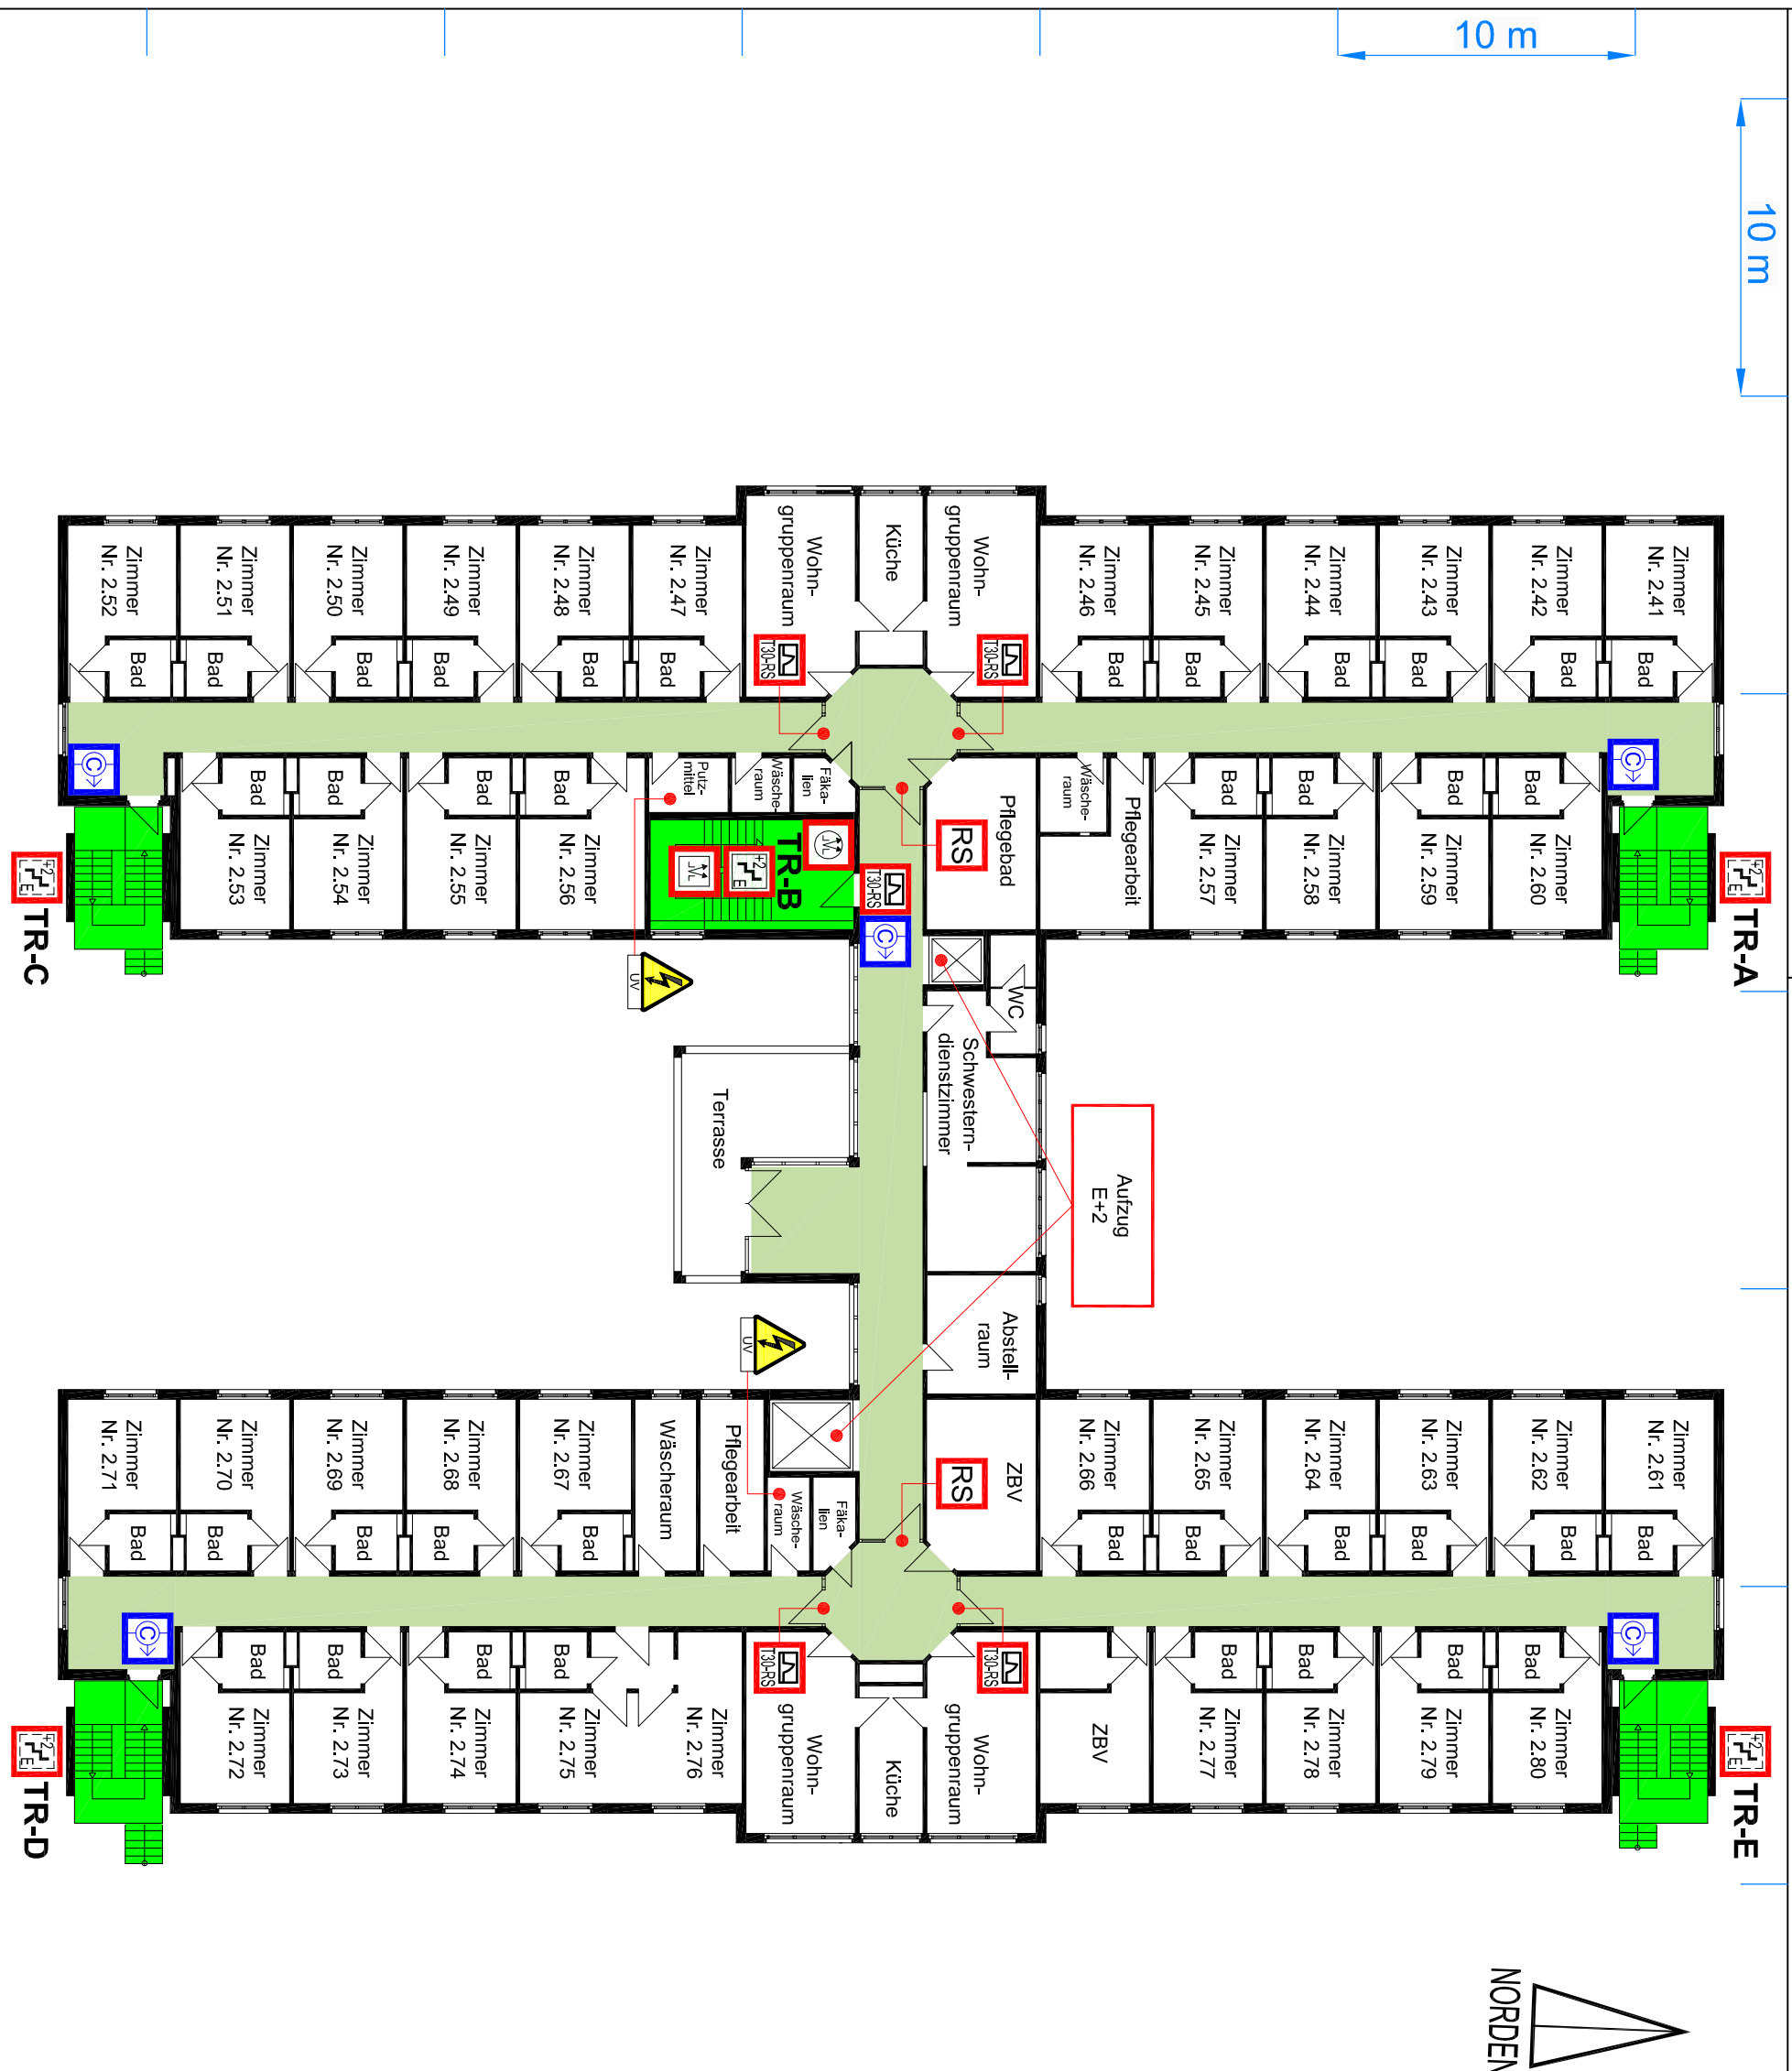 10 m
10 m
NORDEN
TR-A
+2
E
TR-E
+2
E
TR-C
+2
E
TR-D
+2
E
TR-B
+2
E
Zimmer
Nr. 2.41
Bad
Zimmer
Nr. 2.42
Bad
Zimmer
Nr. 2.43
Bad
Zimmer
Nr. 2.44
Bad
Zimmer
Nr. 2.45
Bad
Zimmer
Nr. 2.46
Bad
Wohn-
gruppenraum
T30-RS
Küche
Wohn-
gruppenraum
T30-RS
Zimmer
Nr. 2.47
Bad
Zimmer
Nr. 2.48
Bad
Zimmer
Nr. 2.49
Bad
Zimmer
Nr. 2.50
Bad
Zimmer
Nr. 2.51
Bad
Zimmer
Nr. 2.52
Bad
C
C
Bad
Zimmer
Nr. 2.60
Bad
Zimmer
Nr. 2.59
Bad
Zimmer
Nr. 2.58
Bad
Zimmer
Nr. 2.57
Pflegearbeit
Wäsche-
raum
Pflegebad
RS
T30-RS
C
Fäka-
lien
Wäsche-
raum
Putz-
mittel
Bad
Zimmer
Nr. 2.56
Bad
Zimmer
Nr. 2.55
Bad
Zimmer
Nr. 2.54
Bad
Zimmer
Nr. 2.53
UV
WC
Schwestern-
dienstzimmer
Terrasse
Aufzug
E+2
Abstell-
raum
UV
Zimmer
Nr. 2.61
Bad
Zimmer
Nr. 2.62
Bad
Zimmer
Nr. 2.63
Bad
Zimmer
Nr. 2.64
Bad
Zimmer
Nr. 2.65
Bad
Zimmer
Nr. 2.66
Bad
ZBV
RS
Fäka-
lien
Wäsche-
raum
Pflegearbeit
Wäscheraum
Zimmer
Nr. 2.67
Bad
Zimmer
Nr. 2.68
Bad
Zimmer
Nr. 2.69
Bad
Zimmer
Nr. 2.70
Bad
Zimmer
Nr. 2.71
Bad
C
C
Bad
Zimmer
Nr. 2.80
Bad
Zimmer
Nr. 2.79
Bad
Zimmer
Nr. 2.78
Bad
Zimmer
Nr. 2.77
ZBV
T30-RS
Wohn-
gruppenraum
Küche
T30-RS
Wohn-
gruppenraum
Zimmer
Nr. 2.76
Bad
Zimmer
Nr. 2.75
Bad
Zimmer
Nr. 2.74
Bad
Zimmer
Nr. 2.73
Bad
Zimmer
Nr. 2.72